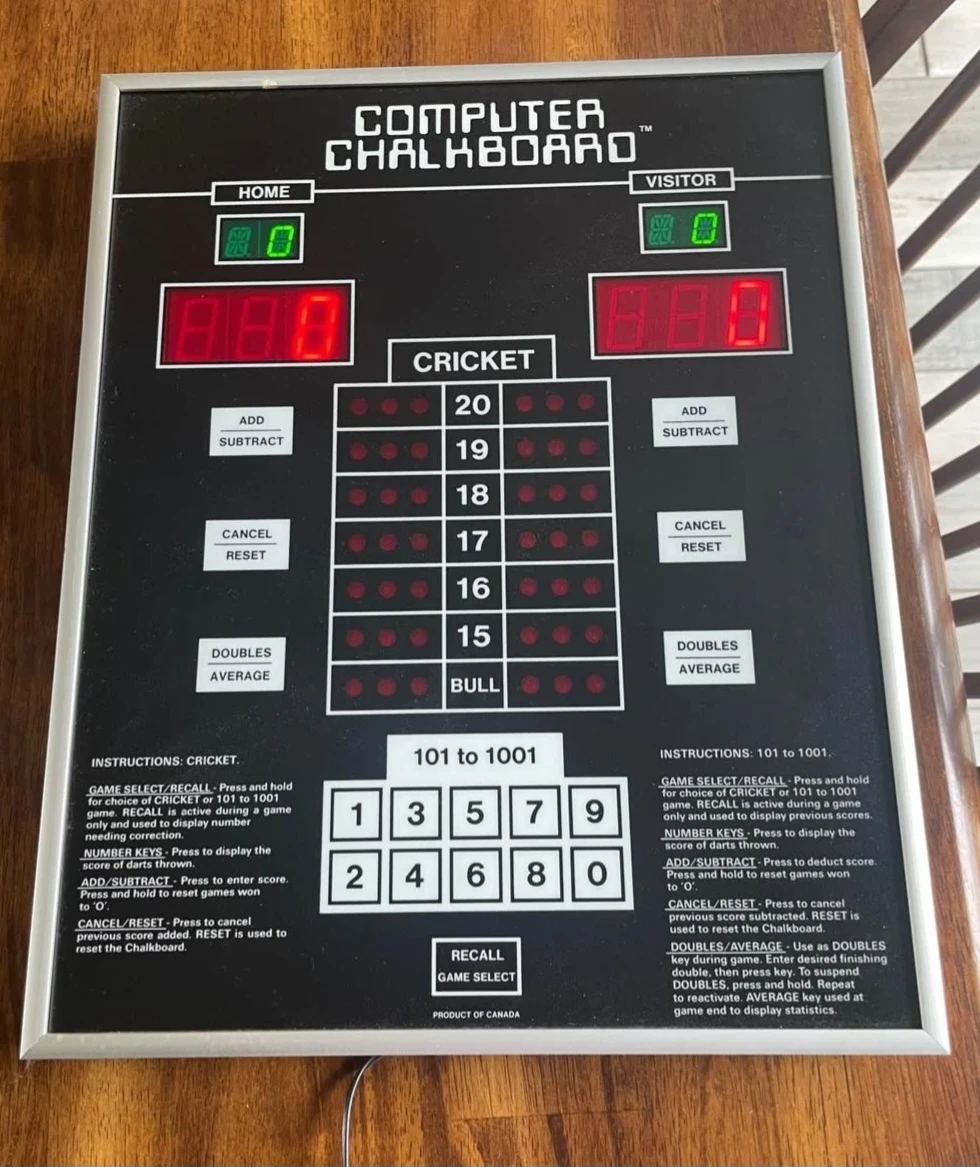 COMPUTER
CHALKBOARD™
HOME
VISITOR
0
0
0
0
CRICKET
20
19
18
17
16
15
BULL
ADD
SUBTRACT
CANCEL
RESET
DOUBLES
AVERAGE
ADD
SUBTRACT
CANCEL
RESET
DOUBLES
AVERAGE
101 to 1001
1 3 5 7 9
2 4 6 8 0
RECALL
GAME SELECT
PRODUCT OF CANADA
INSTRUCTIONS: CRICKET.
GAME SELECT/RECALL - Press and hold
for choice of CRICKET or 101 to 1001
game. RECALL is active during a game
only and used to display number
needing correction.
NUMBER KEYS - Press to display the
score of darts thrown.
ADD/SUBTRACT - Press to enter score.
Press and hold to reset games won
to 'O'.
CANCEL/RESET - Press to cancel
previous score added. RESET is used to
reset the Chalkboard.
INSTRUCTIONS: 101 to 1001.
GAME SELECT/RECALL - Press and hold
for choice of CRICKET or 101 to 1001
game. RECALL is active during a game
only and used to display previous scores.
NUMBER KEYS - Press to display the
score of darts thrown.
ADD/SUBTRACT - Press to deduct score.
Press and hold to reset games won
to 'O'.
CANCEL/RESET - Press to cancel
previous score subtracted. RESET is
used to reset the Chalkboard.
DOUBLES/AVERAGE - Use as DOUBLES
key during game. Enter desired finishing
double, then press key. To suspend
DOUBLES, press and hold. Repeat
to reactivate. AVERAGE key used at
game end to display statistics.